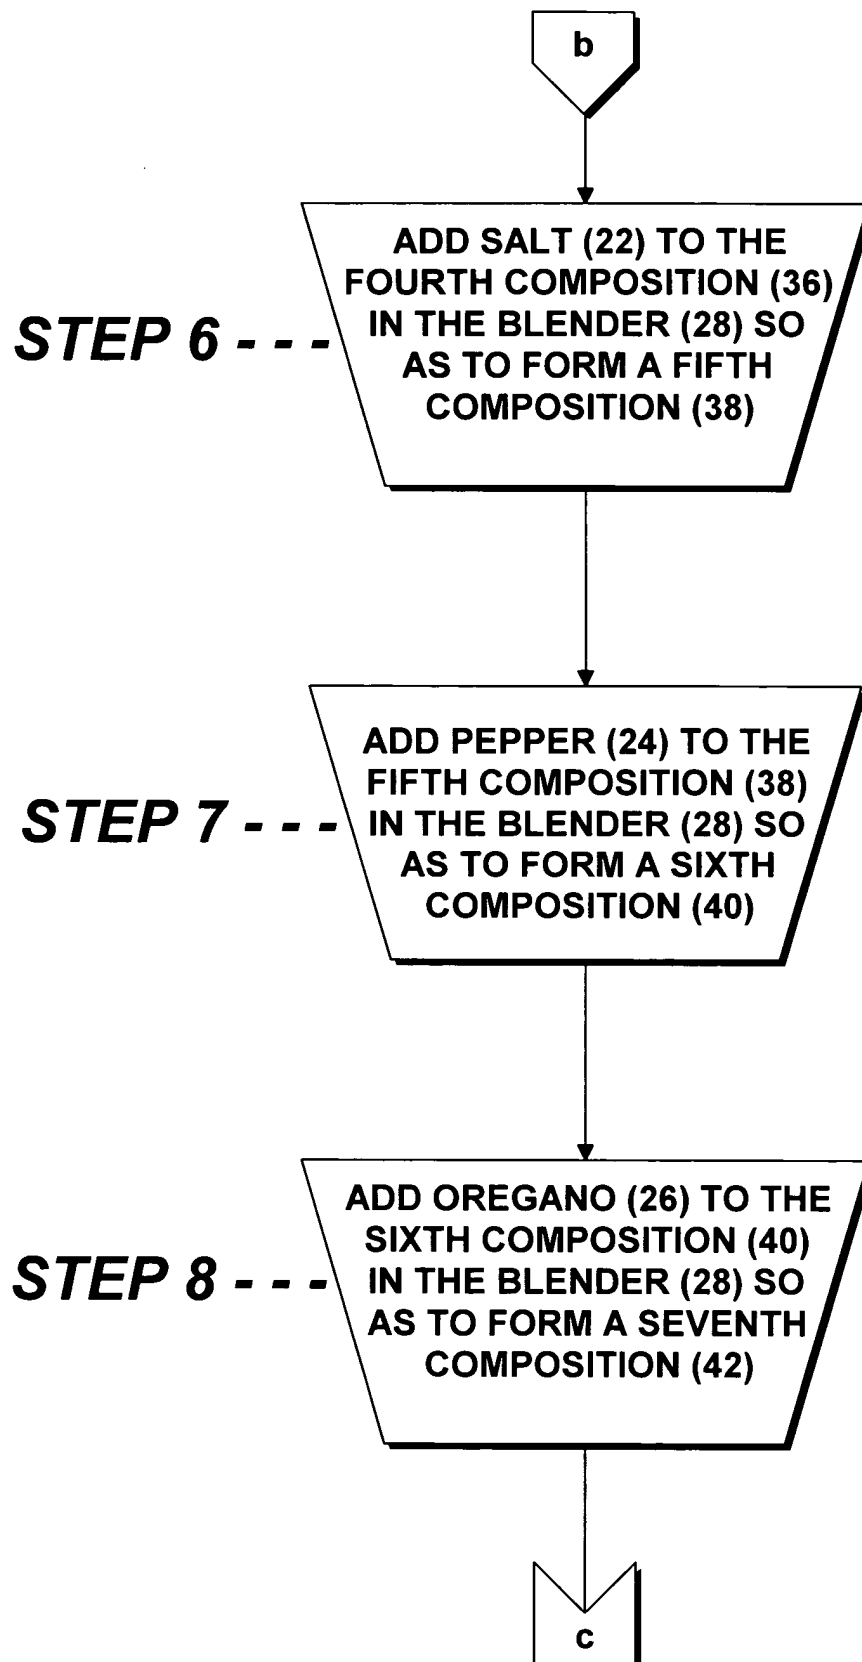 b
ADD SALT (22) TO THE
FOURTH COMPOSITION (36)
STEP 6 - - - IN THE BLENDER (28) SO
AS TO FORM A FIFTH
COMPOSITION (38)
ADD PEPPER (24) TO THE
FIFTH COMPOSITION (38)
STEP 7 - - - IN THE BLENDER (28) SO
AS TO FORM A SIXTH
COMPOSITION (40)
ADD OREGANO (26) TO THE
SIXTH COMPOSITION (40)
STEP 8 - - - IN THE BLENDER (28) SO
AS TO FORM A SEVENTH
COMPOSITION (42)
c